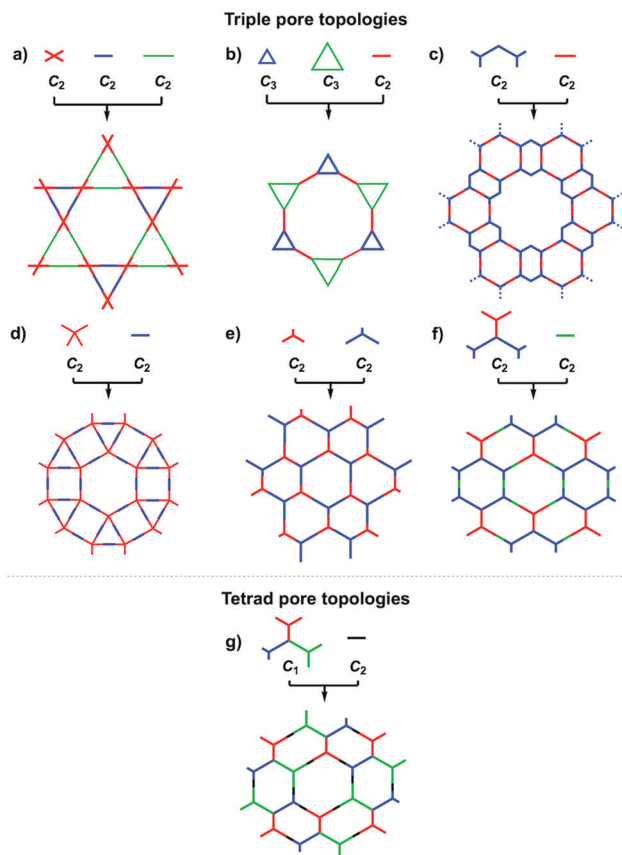 Triple pore topologies
a) b) c)
C2 C2 C2 C3 C3 C2 C2 C2
d) e) f)
C2 C2 C2 C2 C2 C2
Tetrad pore topologies
g)
C1 C2